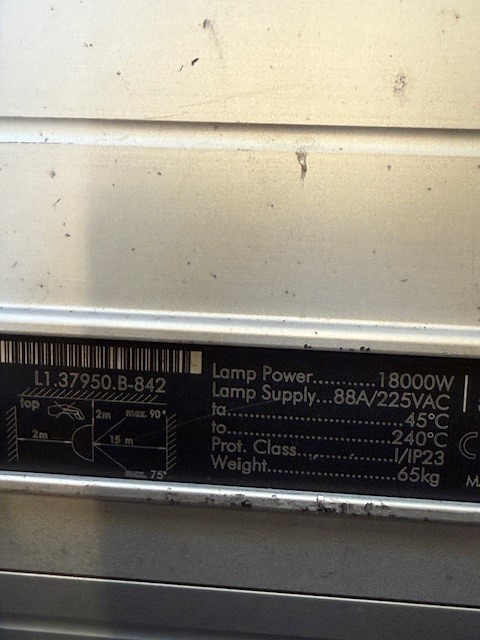 L1.37950.B-842
top
2m
max. 90°
2m
15 m
75°
Lamp Power...........18000W
Lamp Supply...88A/225VAC
ta..............................45°C
to............................240°C
Prot. Class................I/IP23
Weight......................65kg